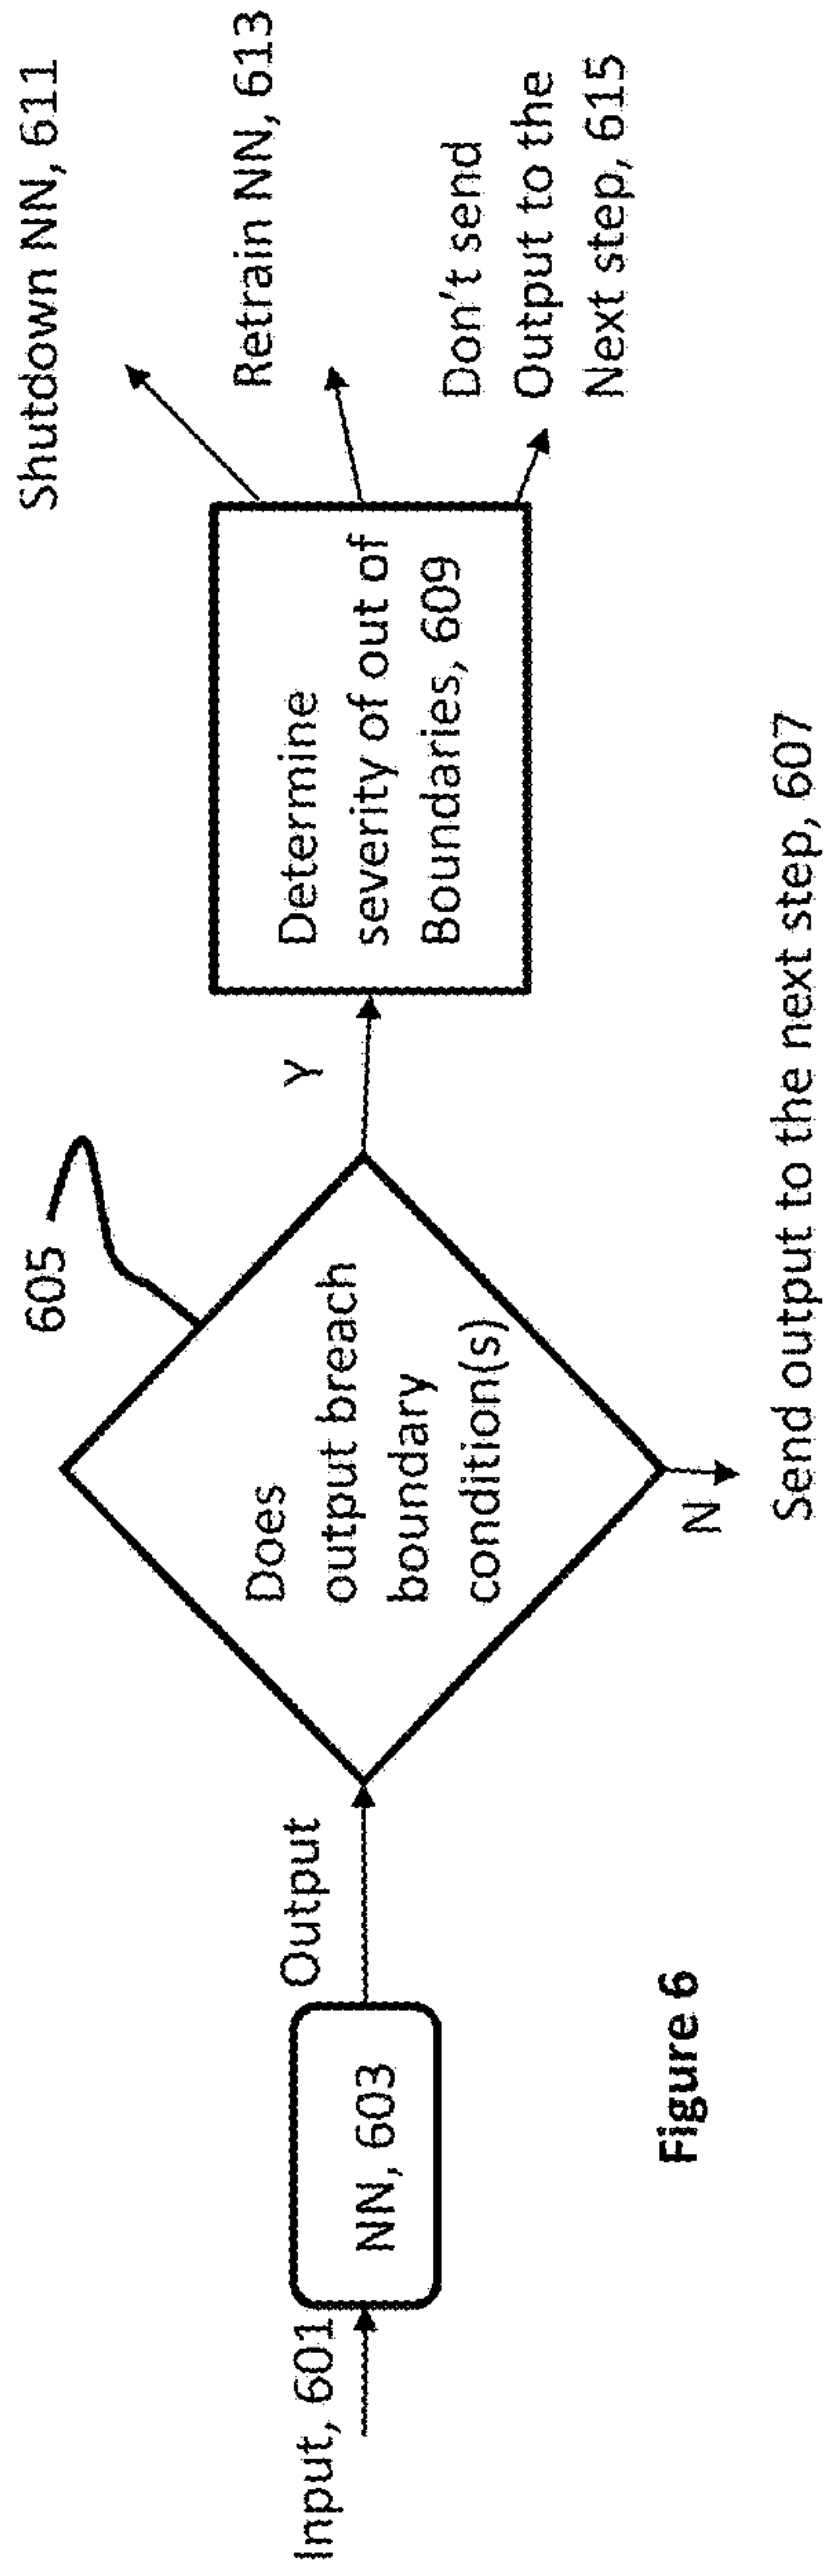 Input, 601
NN, 603
Output
605
Does
output breach
boundary
condition(s)
Y
N
Send output to the next step, 607
Determine
severity of out of
Boundaries, 609
Shutdown NN, 611
Retrain NN, 613
Don't send
Output to the
Next step, 615
Figure 6